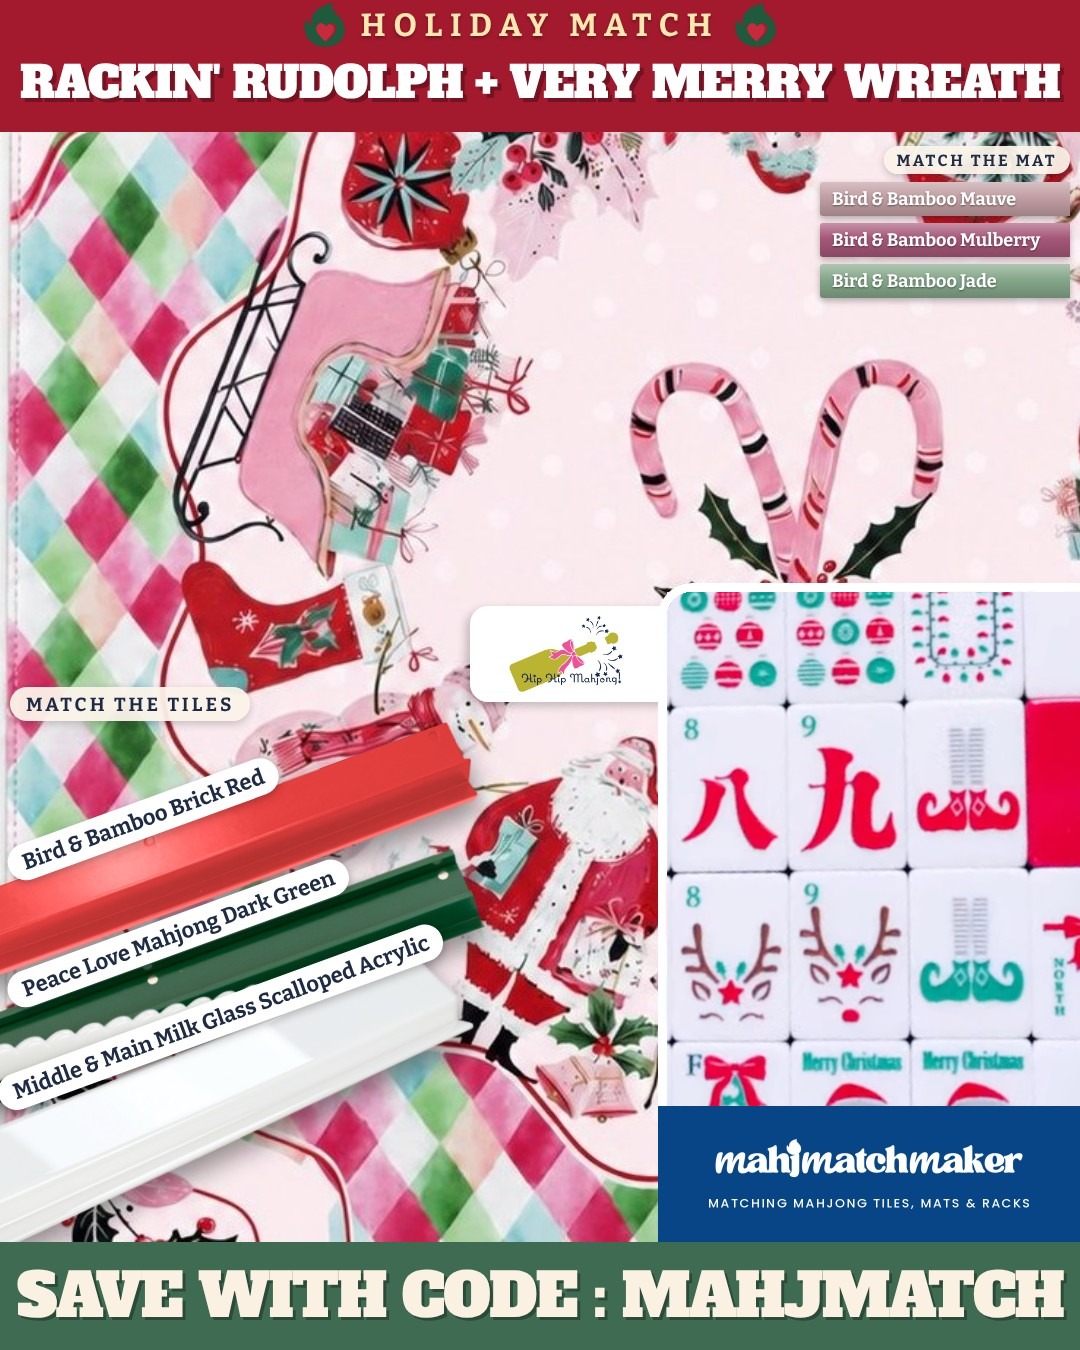 HOLIDAY MATCH
RACKIN' RUDOLPH + VERY MERRY WREATH
MATCH THE MAT
Bird & Bamboo Mauve
Bird & Bamboo Mulberry
Bird & Bamboo Jade
Hip Hip Mahjong!
MATCH THE TILES
Bird & Bamboo Brick Red
Peace Love Mahjong Dark Green
Middle & Main Milk Glass Scalloped Acrylic
8 9
八 九
8 9
NORTH
F Merry Christmas Merry Christmas
mahjmatchmaker
MATCHING MAHJONG TILES, MATS & RACKS
SAVE WITH CODE : MAHJMATCH